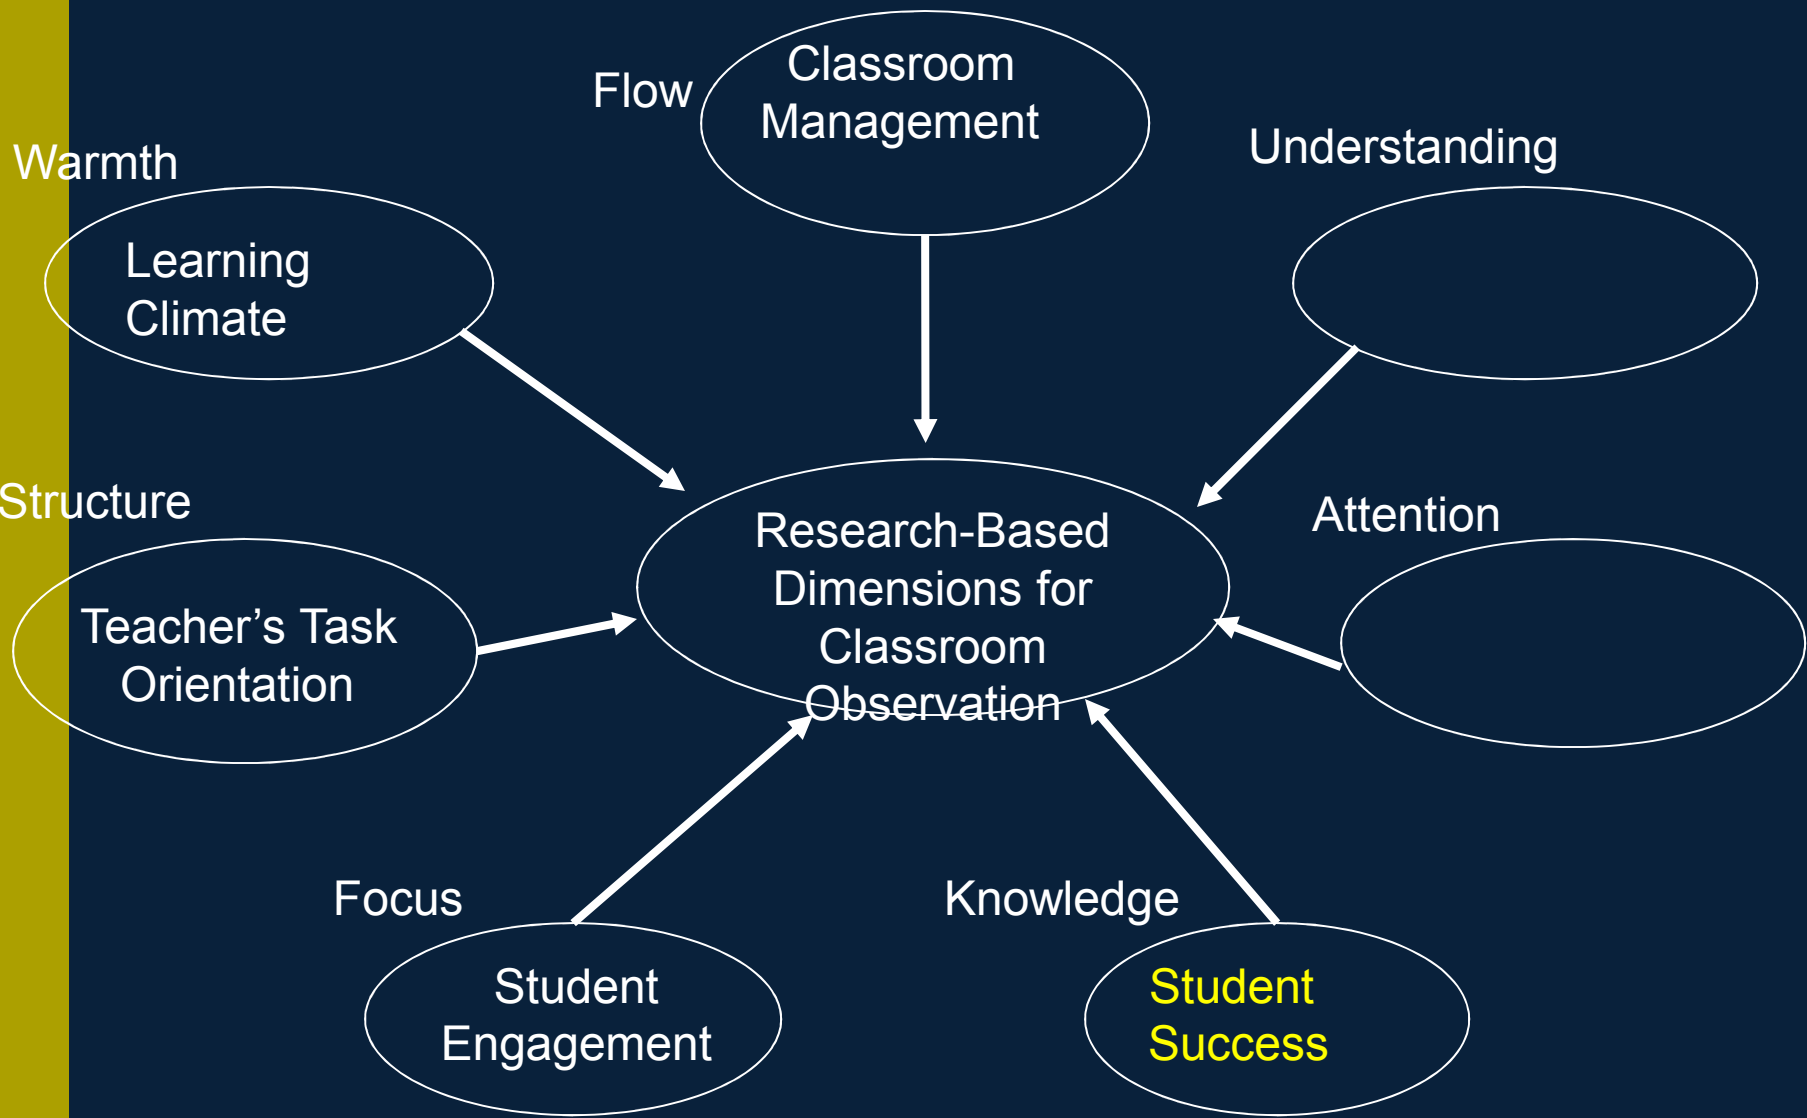 Flow
Classroom
Management
Understanding
Warmth
Learning
Climate
Structure
Teacher’s Task
Orientation
Research-Based
Dimensions for
Classroom
Observation
Attention
Focus
Student
Engagement
Knowledge
Student
Success